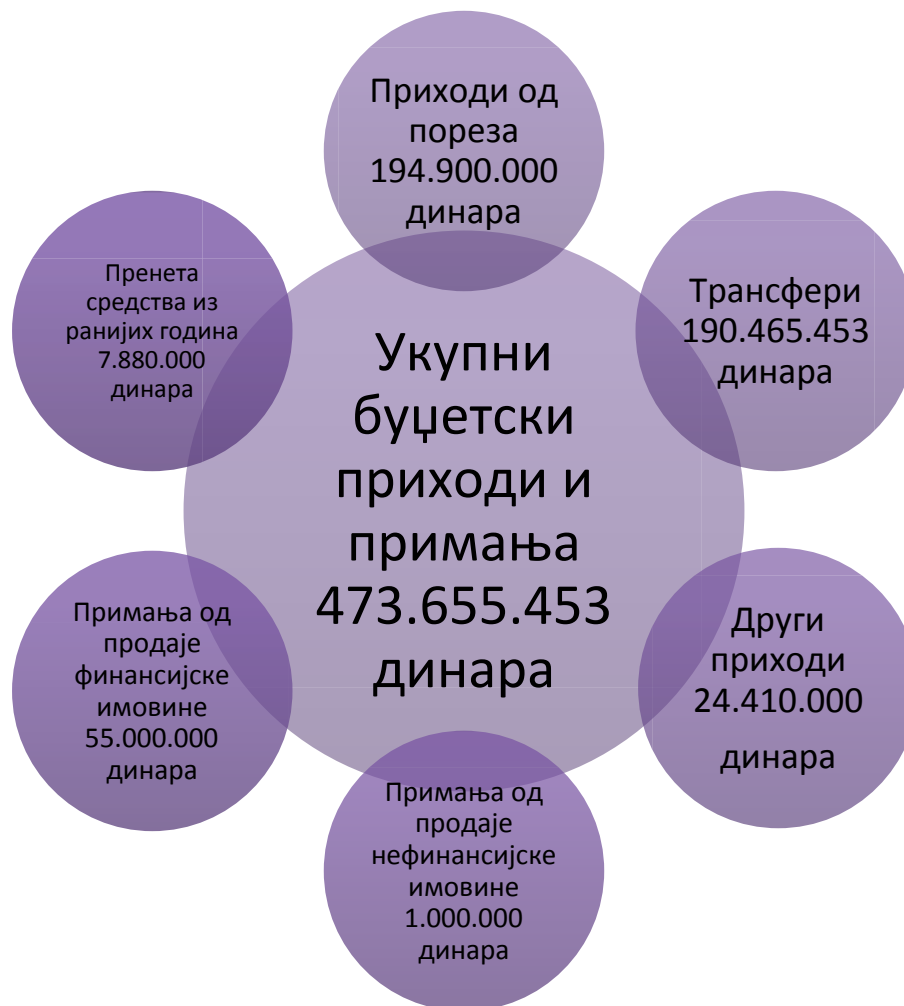 Приходи од
пореза
194.900.000
динара
Трансфери
190.465.453
динара
Други
приходи
24.410.000
динара
Примања од
продаје
нефинансијске
имовине
1.000.000
динара
Примања од
продаје
финансијске
имовине
55.000.000
динара
Пренета
средства из
ранијих година
7.880.000
динара
Укупни
буџетски
приходи и
примања
473.655.453
динара